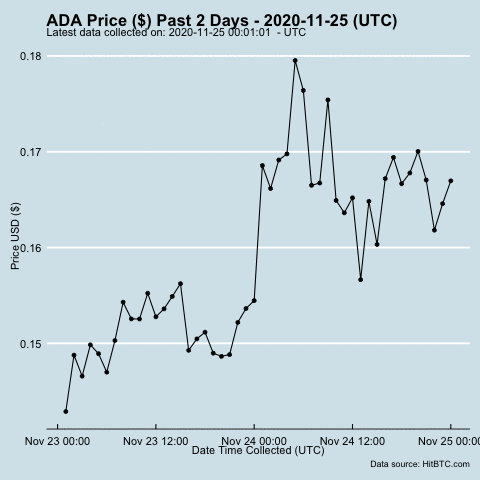 ADA Price ($) Past 2 Days - 2020-11-25 (UTC)
Latest data collected on: 2020-11-25 00:01:01 - UTC
0.18
0.17
0.16
0.15
Price USD ($)
Nov 23 00:00 Nov 23 12:00 Nov 24 00:00 Nov 24 12:00 Nov 25 00:00
Date Time Collected (UTC)
Data source: HitBTC.com